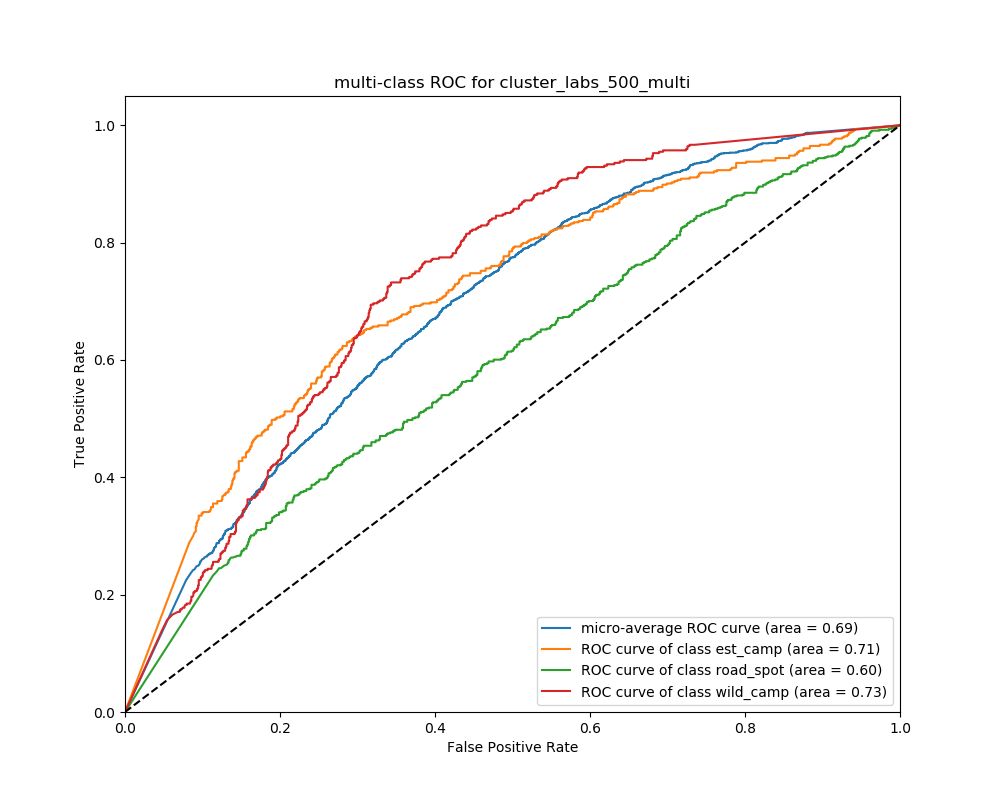 multi-class ROC for cluster_labs_500_multi
1.0
0.8
0.6
0.4
0.2
0.0
True Positive Rate
0.0 0.2 0.4 0.6 0.8 1.0
False Positive Rate
micro-average ROC curve (area = 0.69)
ROC curve of class est_camp (area = 0.71)
ROC curve of class road_spot (area = 0.60)
ROC curve of class wild_camp (area = 0.73)